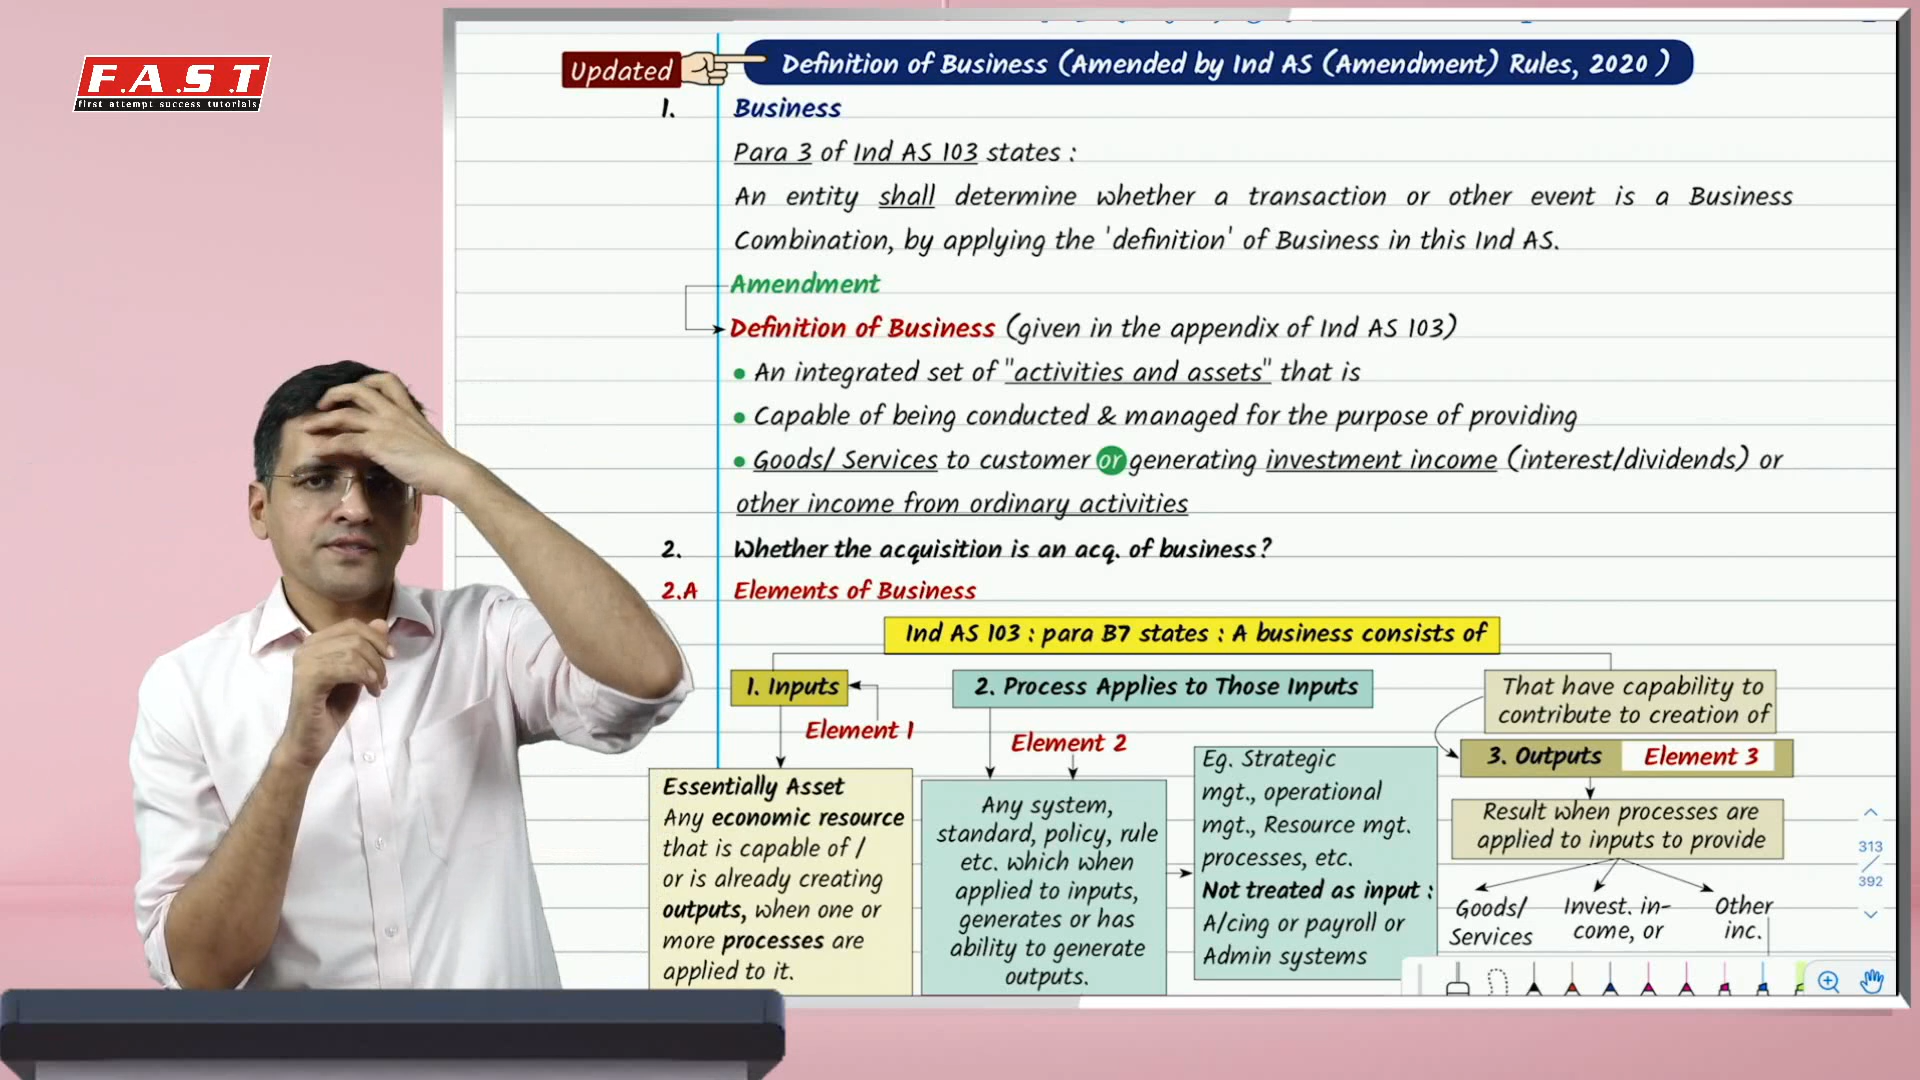 F.A.S.T
first attempt success tutorials
Updated
Definition of Business (Amended by Ind AS (Amendment) Rules, 2020 )
1. Business
Para 3 of Ind AS 103 states :
An entity shall determine whether a transaction or other event is a Business
Combination, by applying the 'definition' of Business in this Ind AS.
Amendment
Definition of Business (given in the appendix of Ind AS 103)
• An integrated set of "activities and assets" that is
• Capable of being conducted & managed for the purpose of providing
• Goods/ Services to customer or generating investment income (interest/dividends) or
other income from ordinary activities
2. Whether the acquisition is an acq. of business?
2.A Elements of Business
Ind AS 103 : para B7 states : A business consists of
1. Inputs
Element 1
Essentially Asset
Any economic resource
that is capable of /
or is already creating
outputs, when one or
more processes are
applied to it.
2. Process Applies to Those Inputs
Element 2
Any system,
standard, policy, rule
etc. which when
applied to inputs,
generates or has
ability to generate
outputs.
Eg. Strategic
mgt., operational
mgt., Resource mgt.
processes, etc.
Not treated as input :
A/cing or payroll or
Admin systems
That have capability to
contribute to creation of
3. Outputs Element 3
Result when processes are
applied to inputs to provide
Goods/
Services
Invest. in-
come, or
Other
inc.
313
392